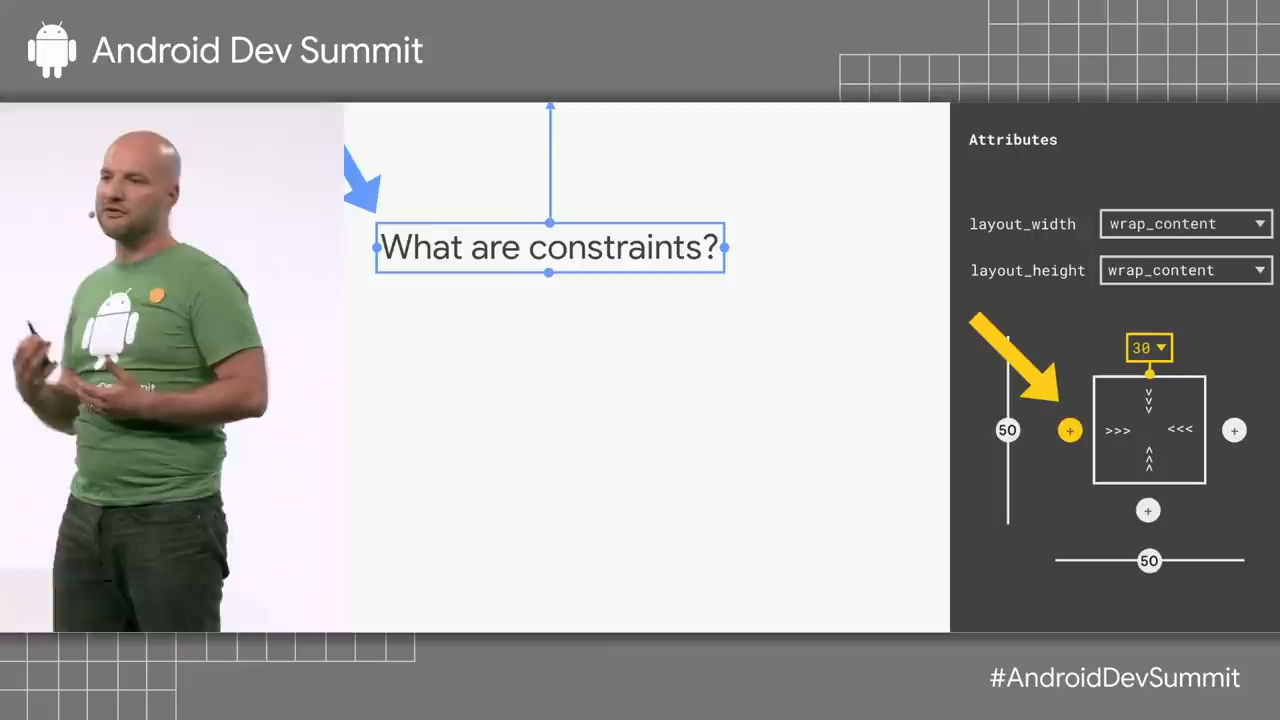 Android Dev Summit
What are constraints?
Attributes
layout_width
wrap_content
layout_height
wrap_content
30
+
50
>>>
<<<
+
+
50
#AndroidDevSummit